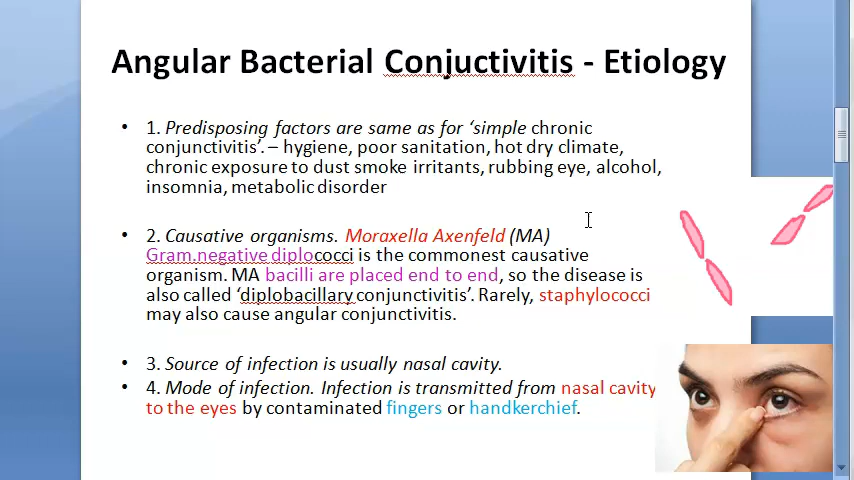 Angular Bacterial Conjuctivitis - Etiology
• 1. Predisposing factors are same as for ‘simple chronic
conjunctivitis’. – hygiene, poor sanitation, hot dry climate,
chronic exposure to dust smoke irritants, rubbing eye, alcohol,
insomnia, metabolic disorder
• 2. Causative organisms. Moraxella Axenfeld (MA)
Gram.negative diplococci is the commonest causative
organism. MA bacilli are placed end to end, so the disease is
also called ‘diplobacillary conjunctivitis’. Rarely, staphylococci
may also cause angular conjunctivitis.
• 3. Source of infection is usually nasal cavity.
• 4. Mode of infection. Infection is transmitted from nasal cavity
to the eyes by contaminated fingers or handkerchief.